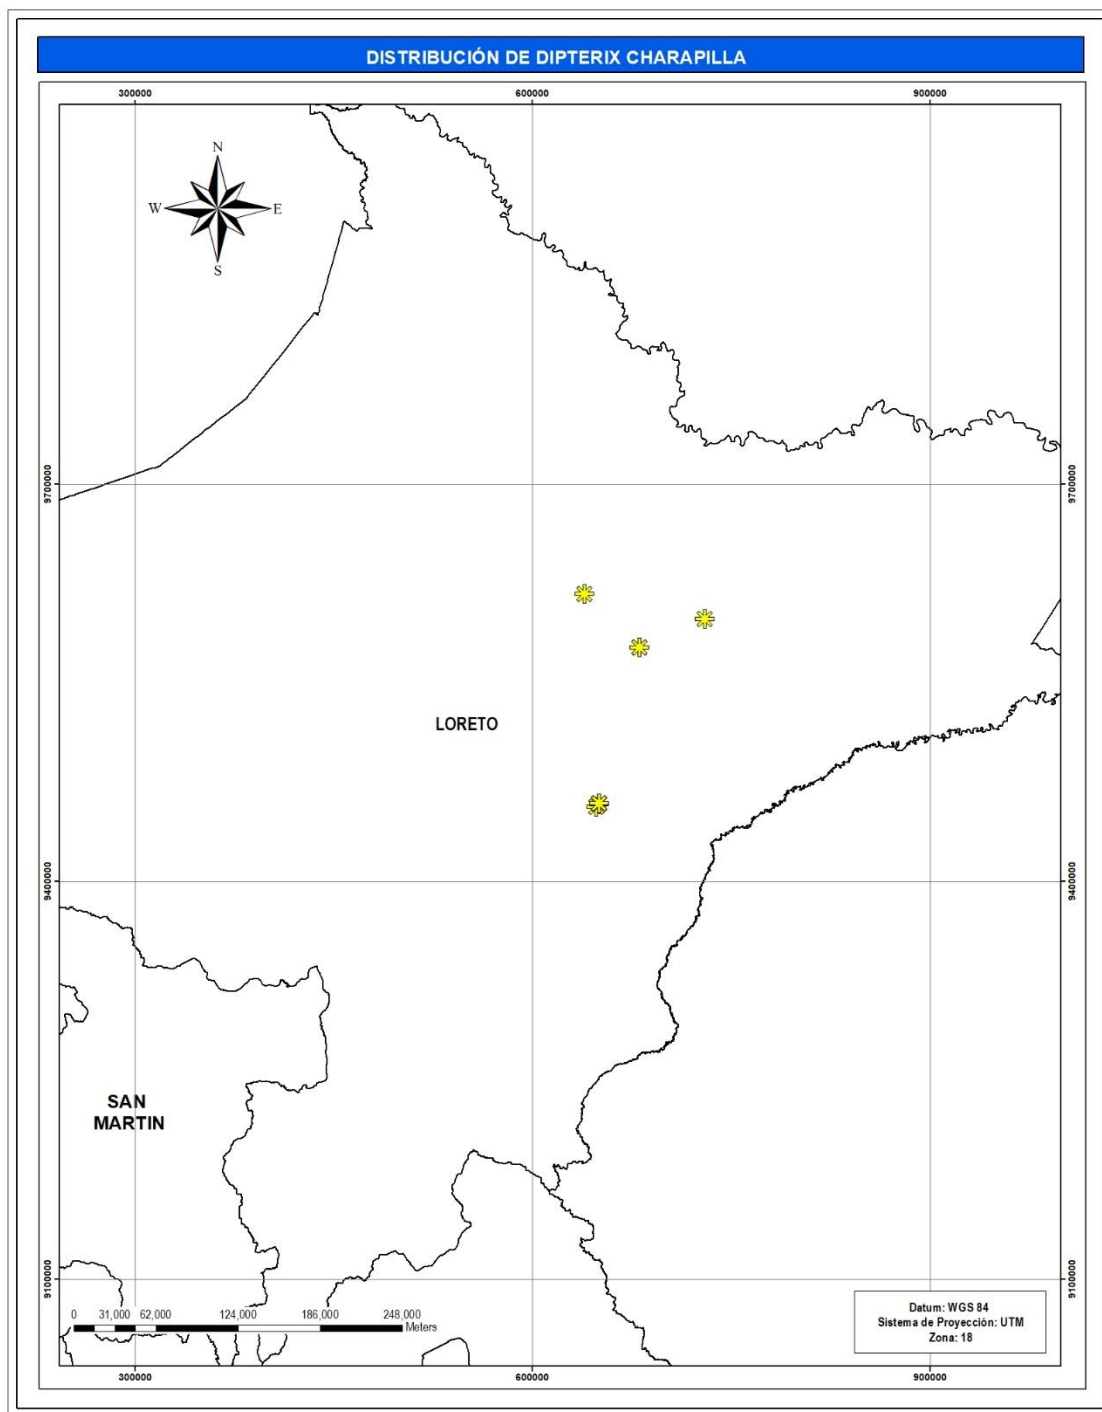 DISTRIBUCIÓN DE DIPTERIX CHARAPILLA
300000 600000 900000
N
W E
S
9700000 9700000
LORETO
9400000 9400000
SAN
MARTIN
9100000 9100000
0 31,000 62,000 124,000 186,000 248,000
Meters
Datum: WGS 84
Sistema de Proyección: UTM
Zona: 18
300000 600000 900000